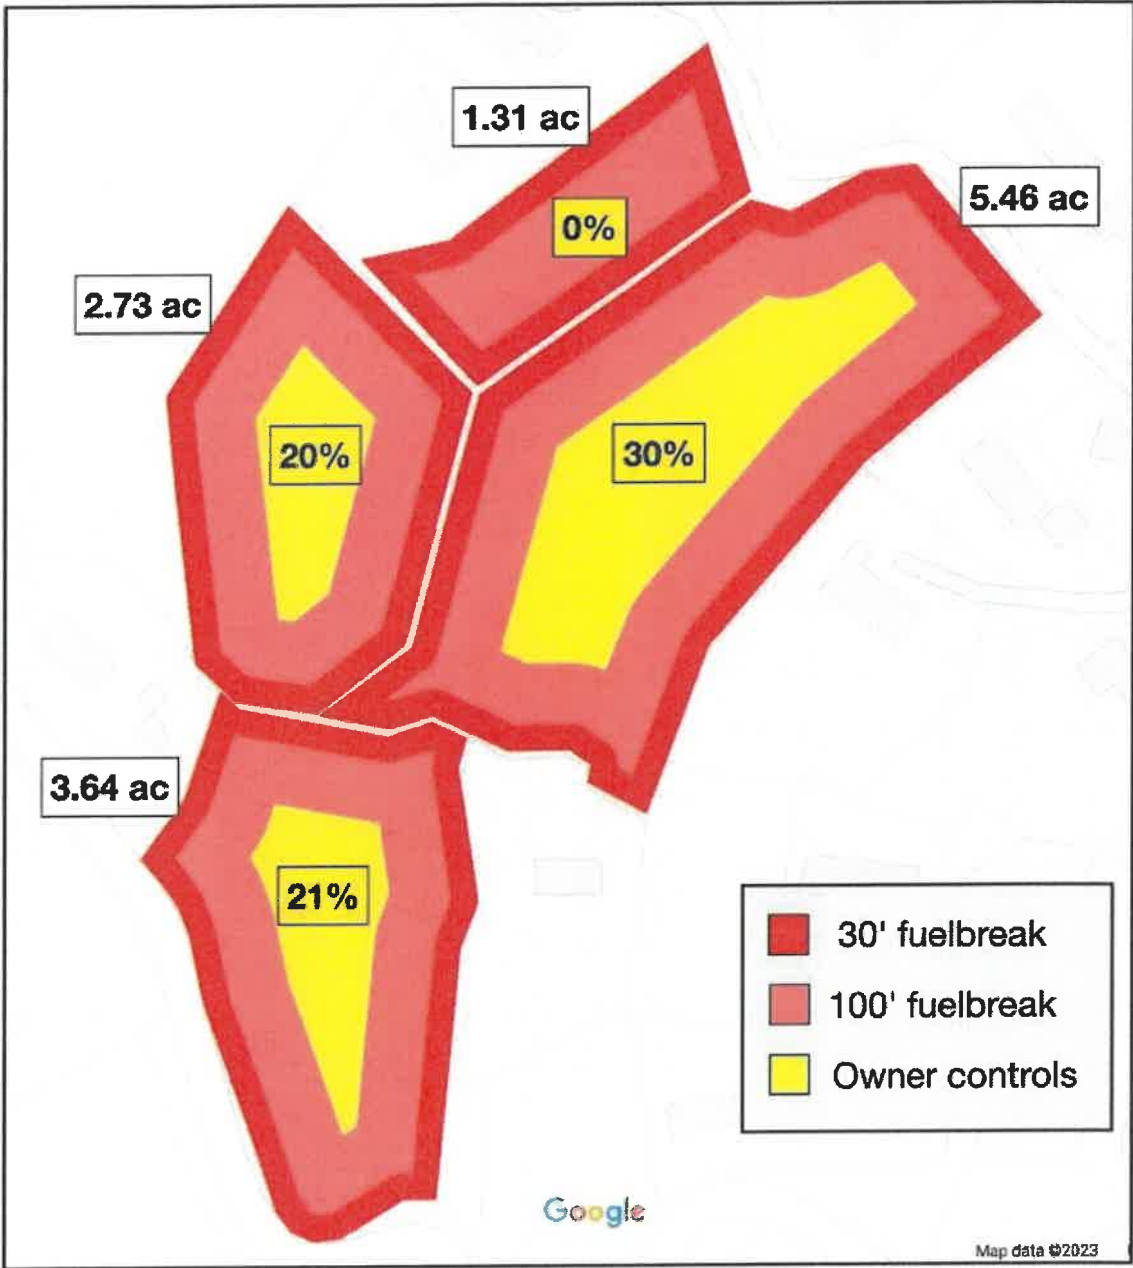 1.31 ac
5.46 ac
0%
2.73 ac
20%
30%
3.64 ac
21%
30' fuelbreak
100' fuelbreak
Owner controls
Google
Map data ©2023